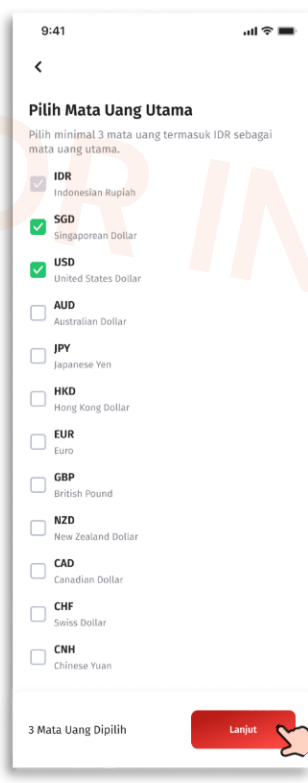 9:41
Pilih Mata Uang Utama
Pilih minimal 3 mata uang termasuk IDR sebagai
mata uang utama.
IDR
Indonesian Rupiah
SGD
Singaporean Dollar
USD
United States Dollar
AUD
Australian Dollar
JPY
Japanese Yen
HKD
Hong Kong Dollar
EUR
Euro
GBP
British Pound
NZD
New Zealand Dollar
CAD
Canadian Dollar
CHF
Swiss Dollar
CNH
Chinese Yuan
3 Mata Uang Dipilih
Lanjut